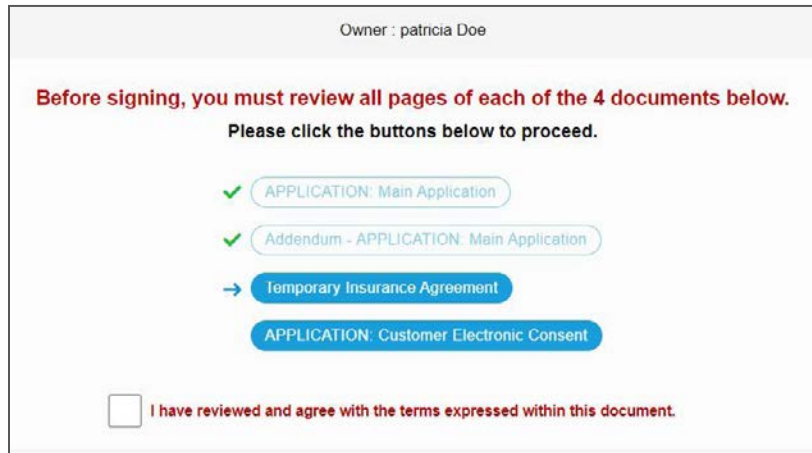 Owner : patricia Doe
Before signing, you must review all pages of each of the 4 documents below.
Please click the buttons below to proceed.
APPLICATION: Main Application
Addendum - APPLICATION: Main Application
Temporary Insurance Agreement
APPLICATION: Customer Electronic Consent
I have reviewed and agree with the terms expressed within this document.